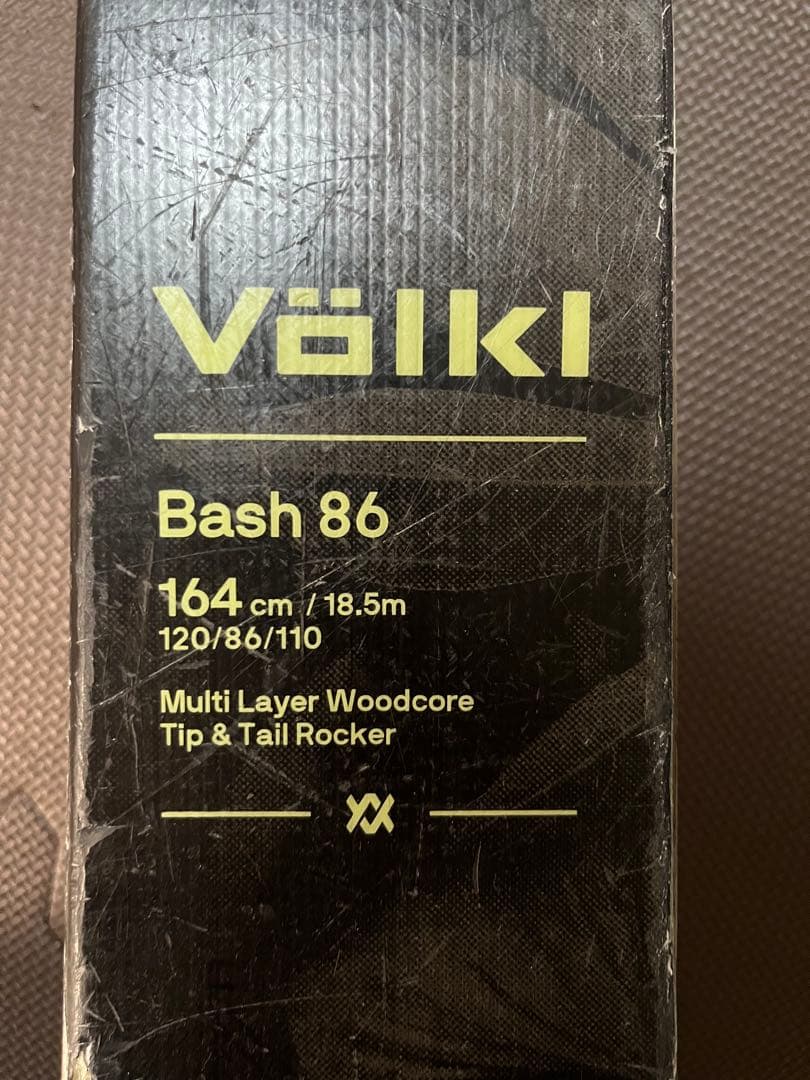 Völkl
Bash 86
164 cm / 18.5m
120/86/110
Multi Layer Woodcore
Tip & Tail Rocker